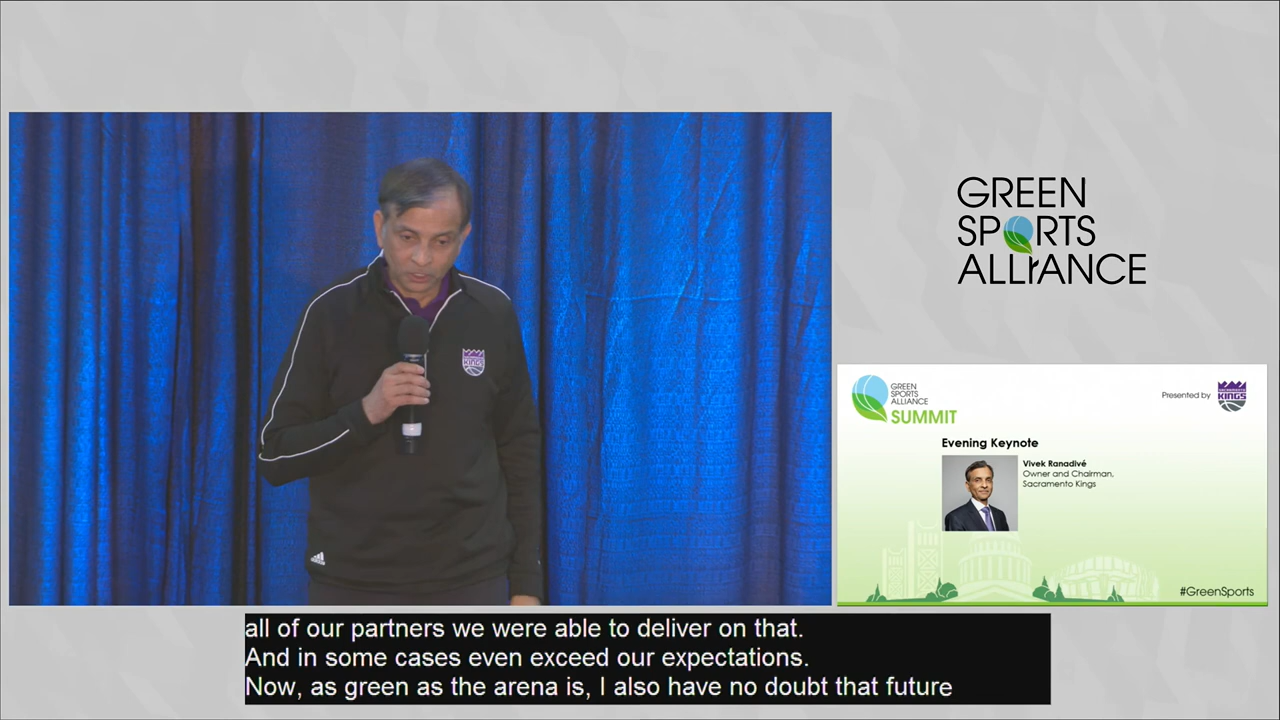 GREEN
SPORTS
ALLIANCE
KINGS
GREEN
SPORTS
ALLIANCE
SUMMIT
Presented by
SACRAMENTO
KINGS
Evening Keynote
Vivek Ranadivé
Owner and Chairman,
Sacramento Kings
#GreenSports
all of our partners we were able to deliver on that.
And in some cases even exceed our expectations.
Now, as green as the arena is, I also have no doubt that future